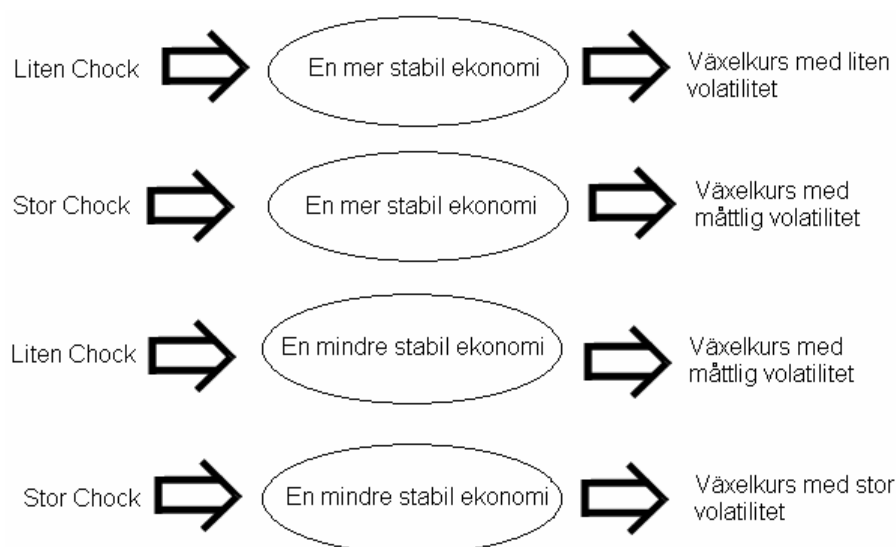 Liten Chock
En mer stabil ekonomi
Växelkurs med liten
volatilitet
Stor Chock
En mer stabil ekonomi
Växelkurs med
måttlig volatilitet
Liten Chock
En mindre stabil ekonomi
Växelkurs med
måttlig volatilitet
Stor Chock
En mindre stabil ekonomi
Växelkurs med stor
volatilitet